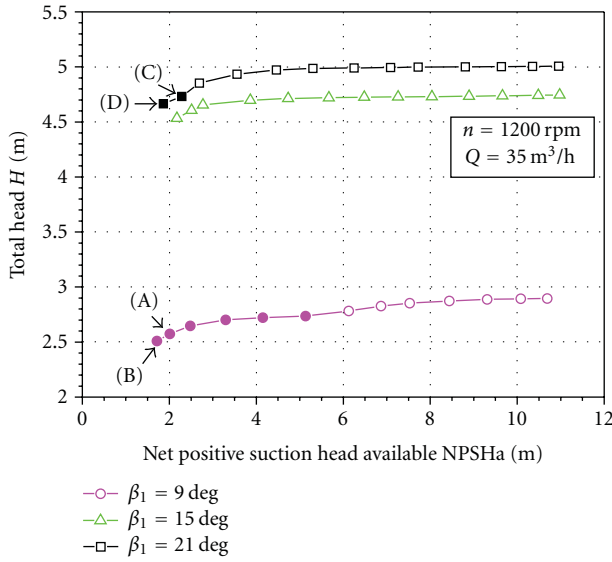 5.5
5
4.5
4
3.5
3
2.5
2
Total head H (m)
(C)
(D)
n = 1200 rpm
Q = 35 m³/h
(A)
(B)
0 2 4 6 8 10 12
Net positive suction head available NPSHa (m)
β₁ = 9 deg
β₁ = 15 deg
β₁ = 21 deg